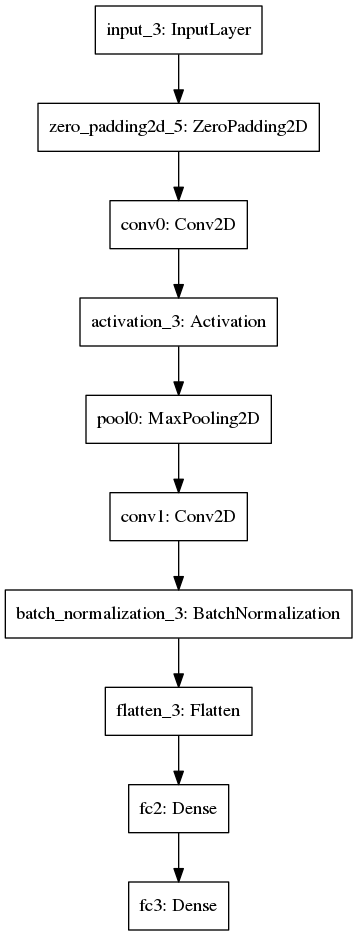 input_3: InputLayer
zero_padding2d_5: ZeroPadding2D
conv0: Conv2D
activation_3: Activation
pool0: MaxPooling2D
conv1: Conv2D
batch_normalization_3: BatchNormalization
flatten_3: Flatten
fc2: Dense
fc3: Dense